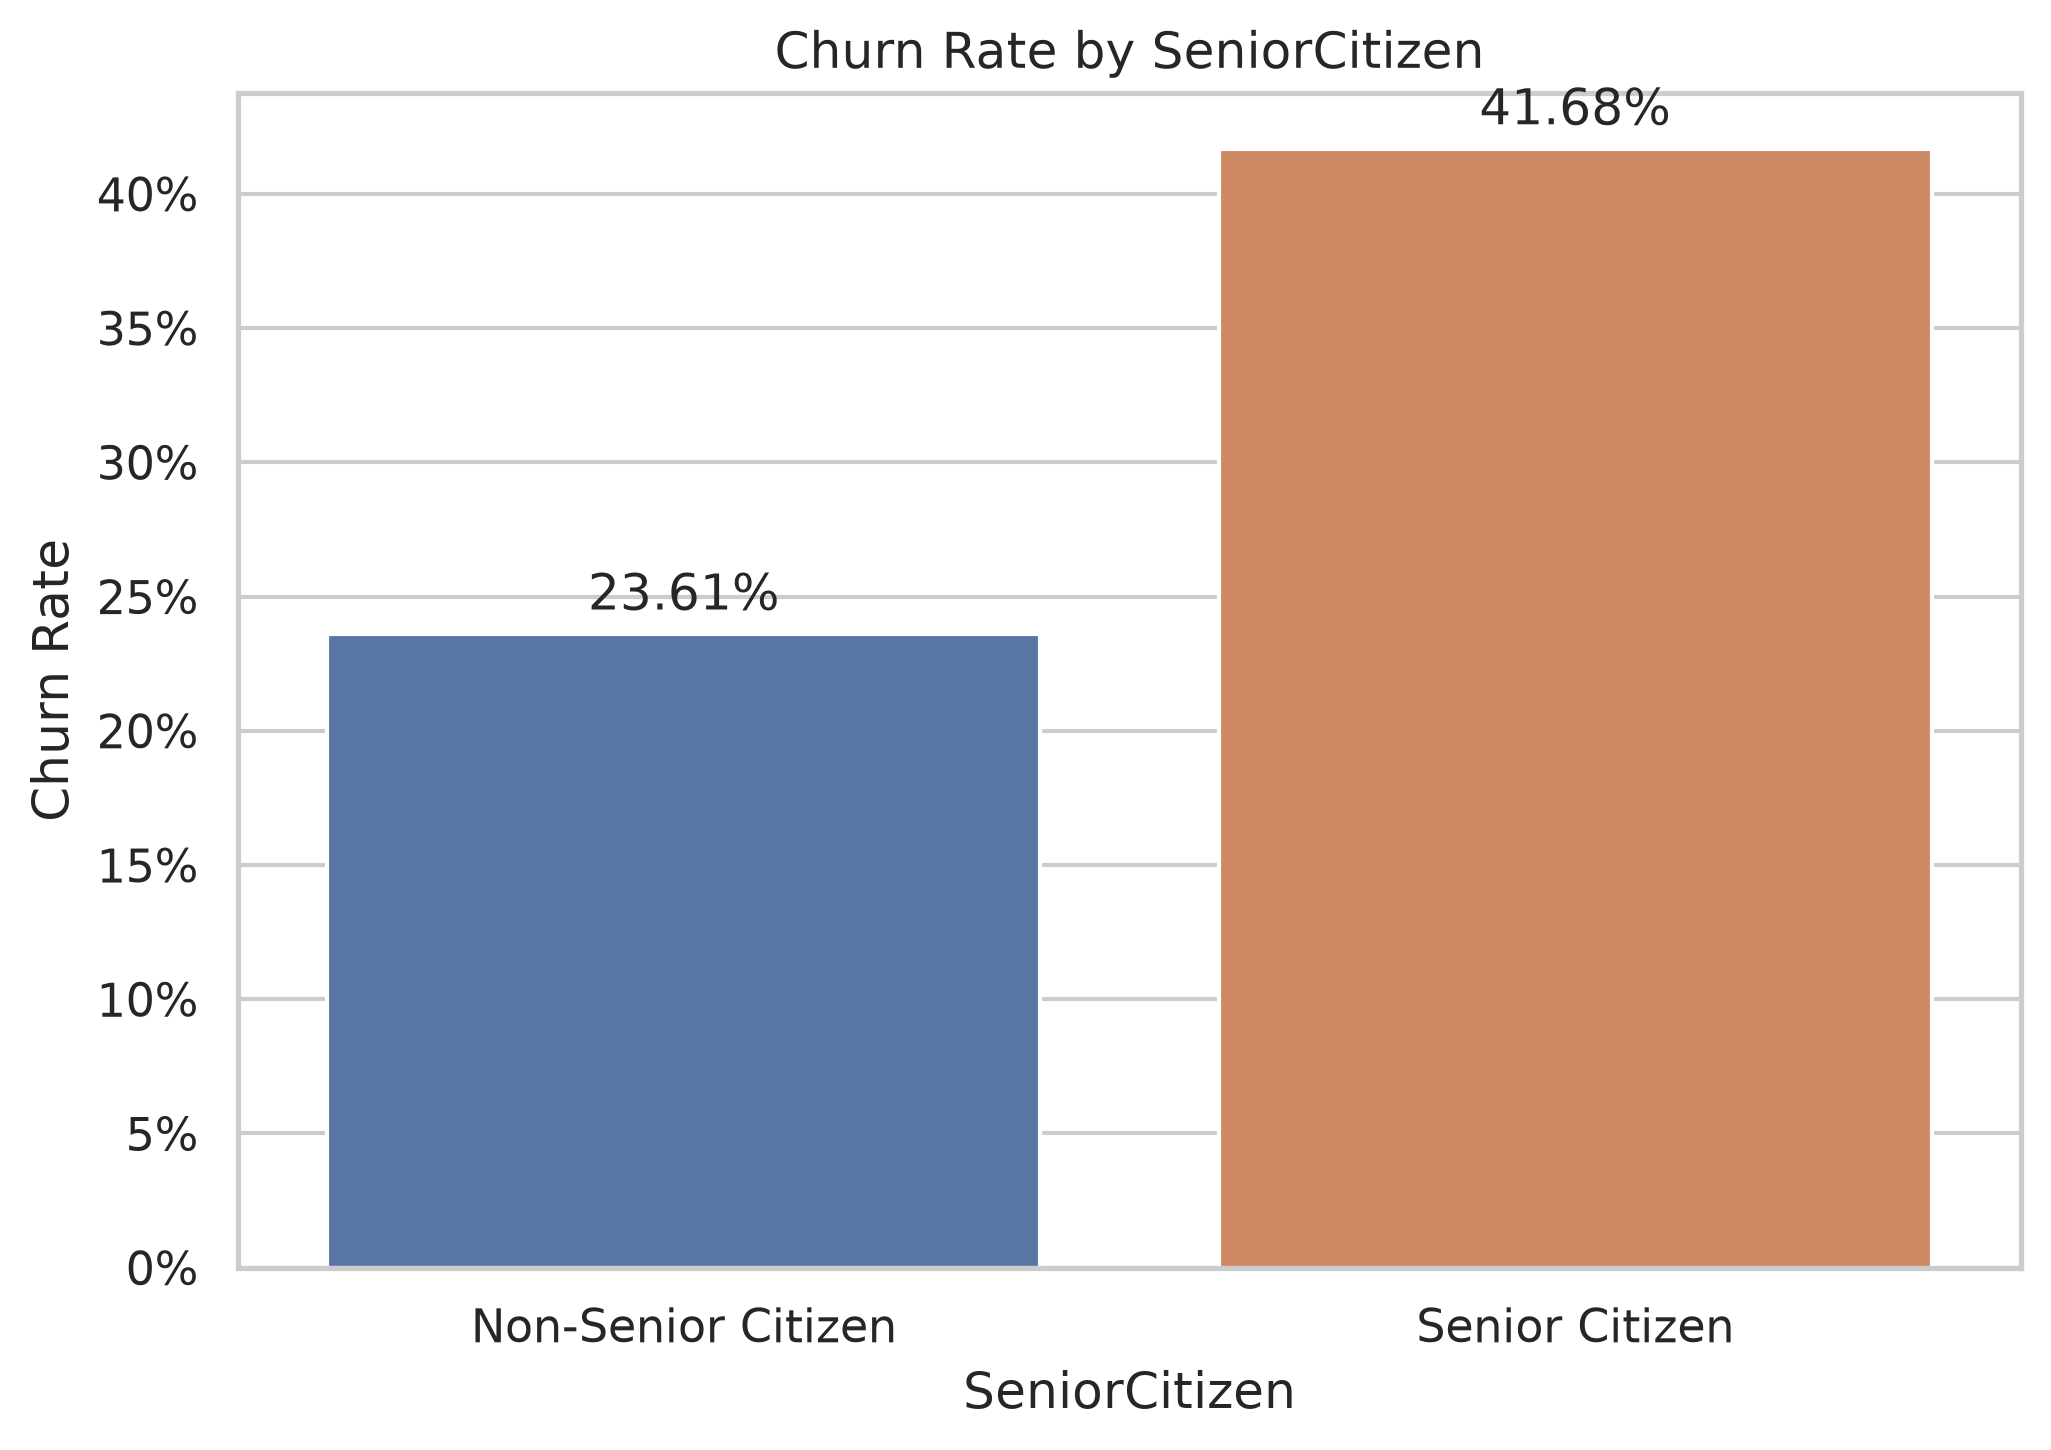 Churn Rate by SeniorCitizen
41.68%
40%
35%
30%
23.61%
25%
20%
15%
10%
5%
0%
Churn Rate
Non-Senior Citizen
Senior Citizen
SeniorCitizen